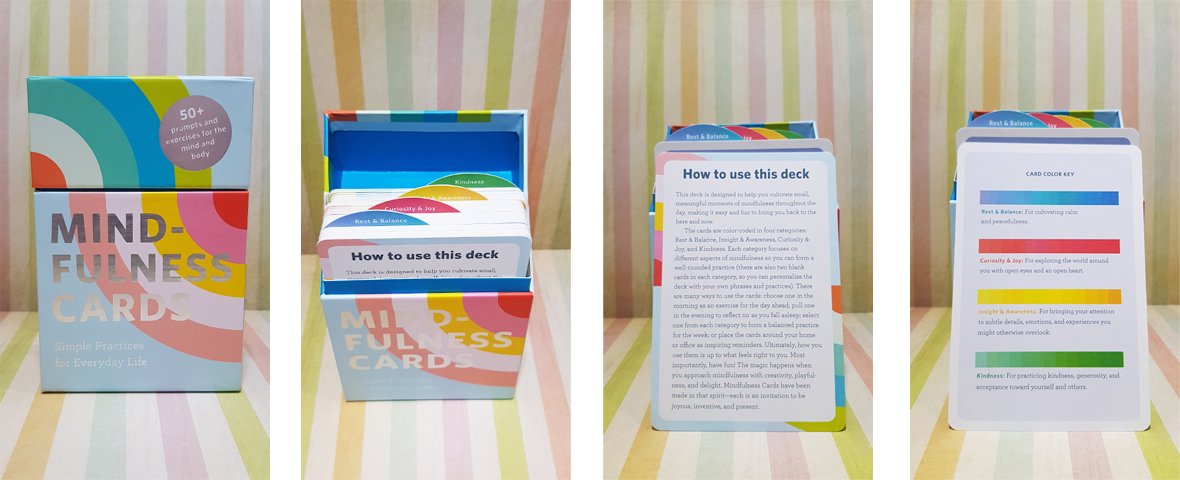 50+
prompts and
exercises for the
mind and
body
MIND-
FULNESS
CARDS
Simple Practices
for Everyday Life
Kindness
& Awareness
Curiosity & Joy
Rest & Balance
How to use this deck
This deck is designed to help you cultivate small,
MIND-
FULNESS
CARDS
Life
Rest & Balance
How to use this deck
This deck is designed to help you cultivate small,
meaningful moments of mindfulness throughout the
day, making it easy and fun to bring you back to the
here and now.
The cards are color-coded in four categories:
Rest & Balance, Insight & Awareness, Curiosity &
Joy, and Kindness. Each category focuses on
different aspects of mindfulness so you can form a
well-rounded practice (there are also two blank
cards in each category, so you can personalize the
deck with your own phrases and practices). There
are many ways to use the cards: choose one in the
morning as an exercise for the day ahead; pull one
in the evening to reflect on as you fall asleep; select
one from each category to form a balanced practice
for the week; or place the cards around your home
or office as inspiring reminders. Ultimately, how you
use them is up to what feels right to you. Most
importantly, have fun! The magic happens when
you approach mindfulness with creativity, playful-
ness, and delight. Mindfulness Cards have been
made in that spirit—each is an invitation to be
joyous, inventive, and present.
Rest & Balance
Joy
CARD COLOR KEY
Rest & Balance: For cultivating calm
and peacefulness.
Curiosity & Joy: For exploring the world around
you with open eyes and an open heart.
Insight & Awareness: For bringing your attention
to subtle details, emotions, and experiences you
might otherwise overlook.
Kindness: For practicing kindness, generosity, and
acceptance toward yourself and others.